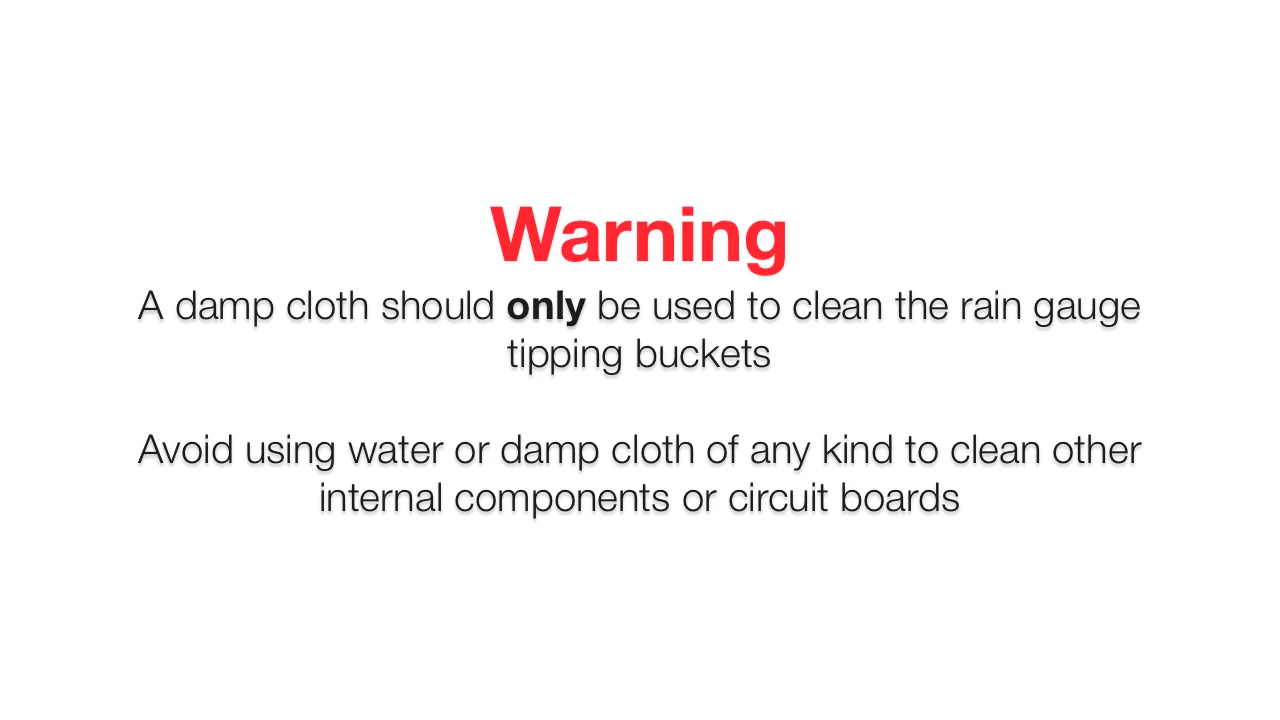 Warning
A damp cloth should only be used to clean the rain gauge
tipping buckets
Avoid using water or damp cloth of any kind to clean other
internal components or circuit boards